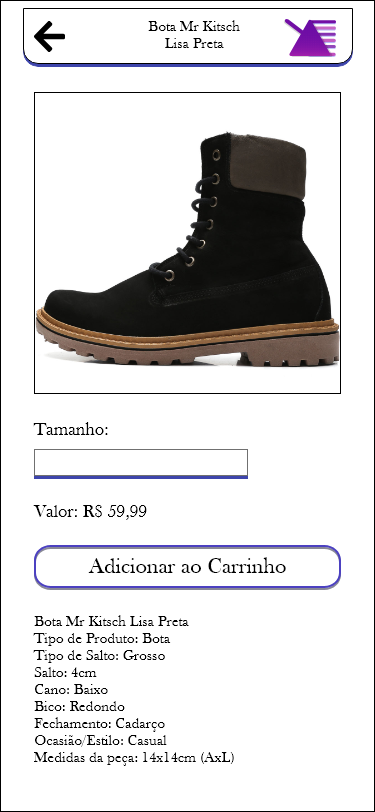 Bota Mr Kitsch
Lisa Preta
Tamanho:
Valor: R$ 59,99
Adicionar ao Carrinho
Bota Mr Kitsch Lisa Preta
Tipo de Produto: Bota
Tipo de Salto: Grosso
Salto: 4cm
Cano: Baixo
Bico: Redondo
Fechamento: Cadarço
Ocasião/Estilo: Casual
Medidas da peça: 14x14cm (AxL)